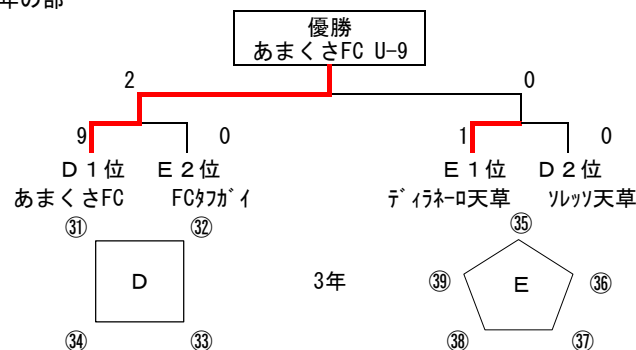 年の部
優勝
あまくさFC U-9
2 0
9 0 1 0
D1位 E2位 E1位 D2位
あまくさFC FCﾀﾌｶﾞｲ ﾃﾞｨﾗﾈｰﾛ天草 ｿﾚｯｿ天草
㉛ ㉜ ㉟
D 3年 ㊴ E ㊱
㉞ ㉝ ㊳ ㊲